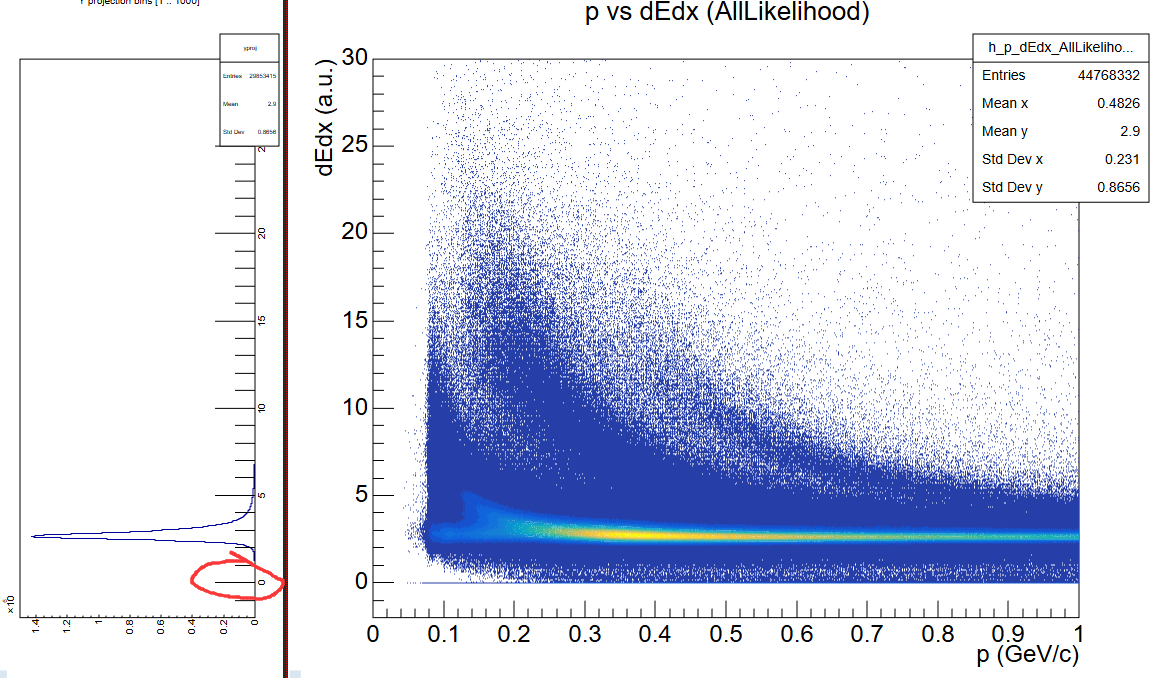 Y projection bins [1 .. 1000]
yproj
Entries 29853415
Mean 2.9
Std Dev 0.8656
20
15
10
5
0
×10
1.4
1.2
1
0.8
0.6
0.4
0.2
0
p vs dEdx (AllLikelihood)
h_p_dEdx_AllLikeliho...
Entries 44768332
Mean x 0.4826
Mean y 2.9
Std Dev x 0.231
Std Dev y 0.8656
dEdx (a.u.)
30
25
20
15
10
5
0
0 0.1 0.2 0.3 0.4 0.5 0.6 0.7 0.8 0.9 1
p (GeV/c)